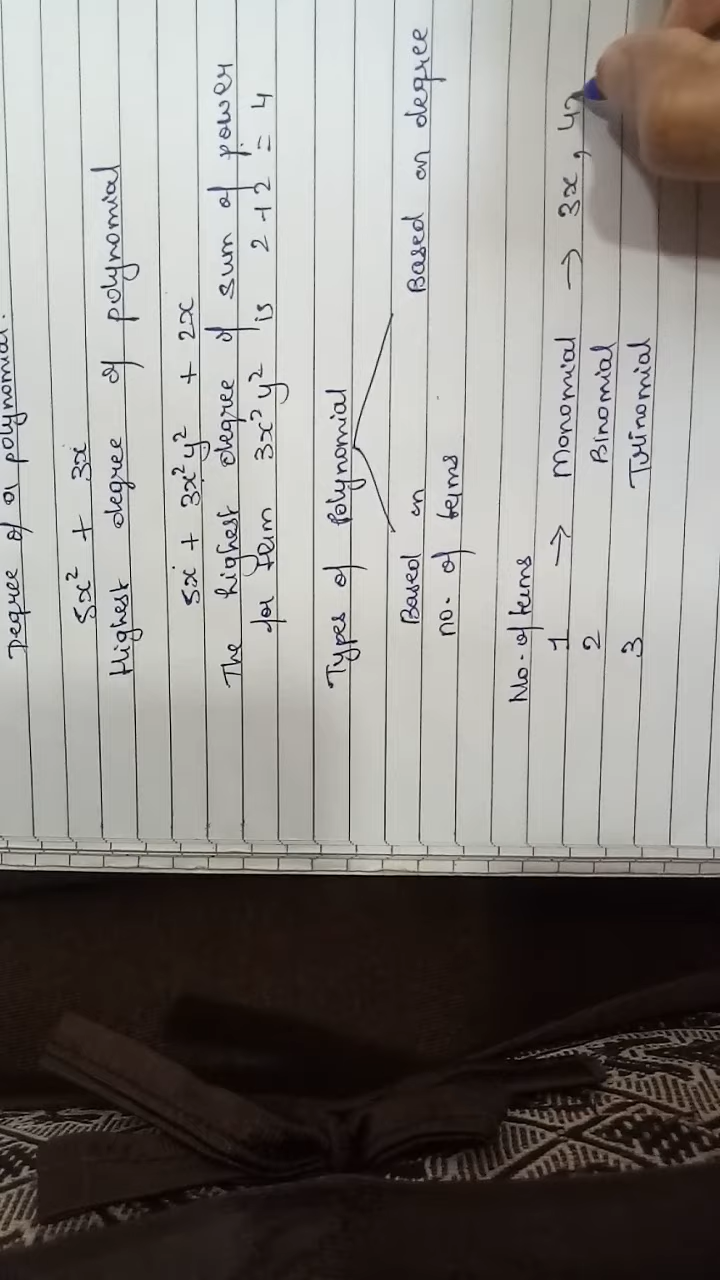 Degree of a polynomial.
5x² + 3x
Highest degree of polynomial
5x + 3x²y² + 2x
The highest degree of sum of power
for term 3x²y² is 2+2 = 4
Types of Polynomial
Based on no. of terms
Based on degree
No. of terms
1 → Monomial → 3x, 4
2 Binomial
3 Trinomial